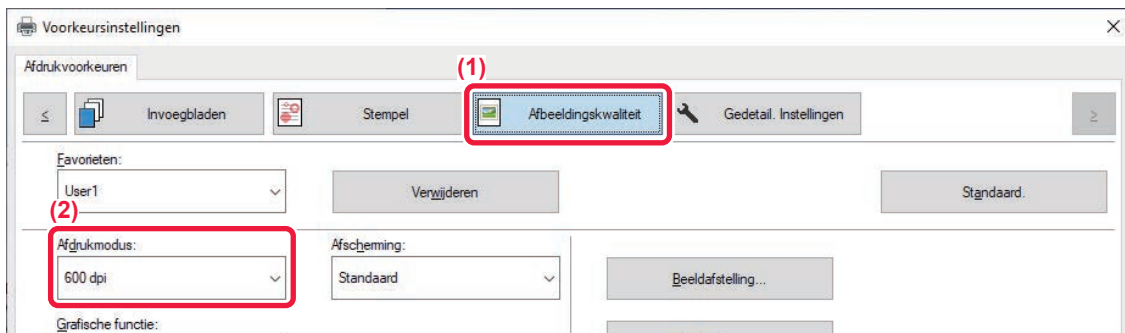 Voorkeursinstellingen
Afdrukvoorkeuren
(1)
< Invoegbladen Stempel Afbeeldingskwaliteit Gedetail. Instellingen >
Favorieten:
User1 Verwijderen Standaard.
(2)
Afdrukmodus: Afscherming:
600 dpi Standaard Beeldafstelling...
Grafische functie: